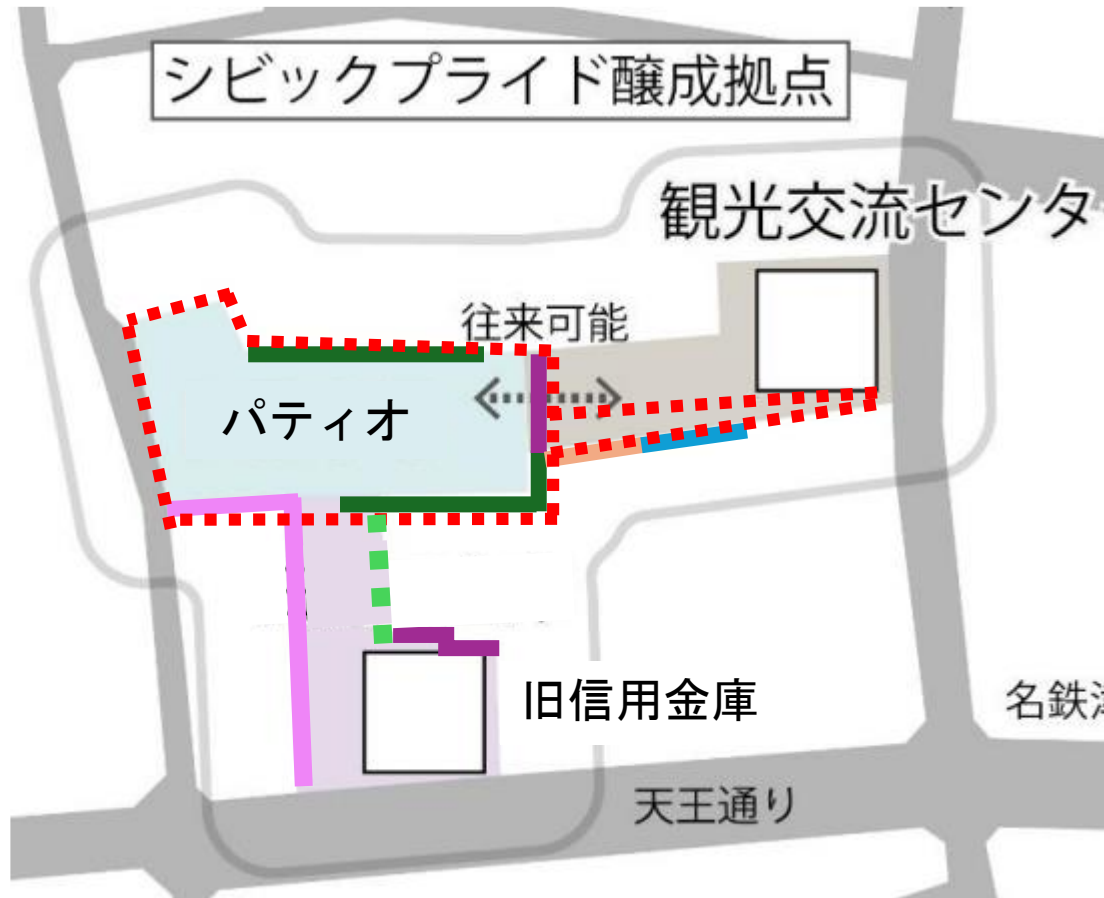 シビックプライド醸成拠点
観光交流センタ
往来可能
パティオ
旧信用金庫
名鉄
天王通り